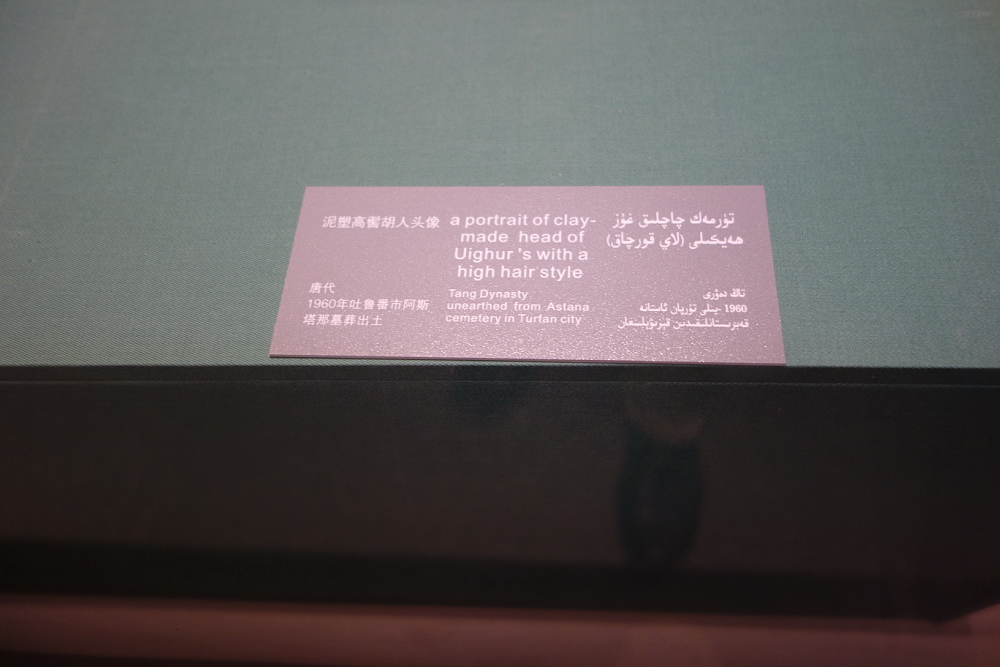 泥塑高髻胡人头像
唐代
1960年吐鲁番市阿斯
塔那墓葬出土
a portrait of clay-
made head of
Uighur 's with a
high hair style
Tang Dynasty
unearthed from Astana
cemetery in Turfan city
تۈرمەك چاچلىق غۇز
ھەيكىلى (لاي قورچاق)
تاڭ دەۋرى
1960 -يىلى تۇرپان ئاستانە
قەبرىستانلىقىدىن قېزىۋېلىنغان